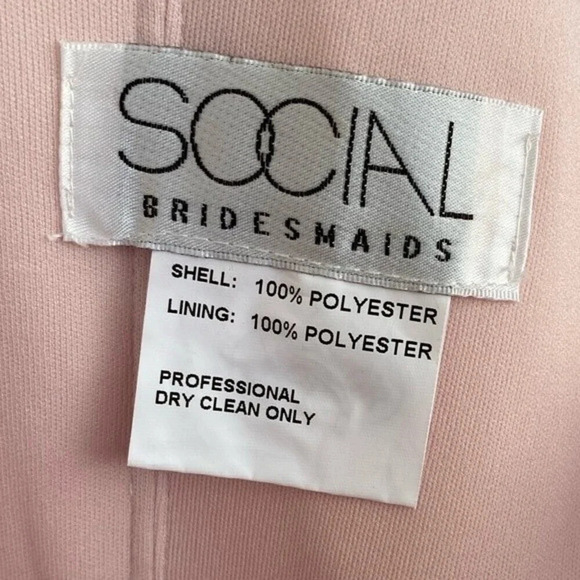 SOCIAL
BRIDESMAIDS
SHELL: 100% POLYESTER
LINING: 100% POLYESTER
PROFESSIONAL
DRY CLEAN ONLY